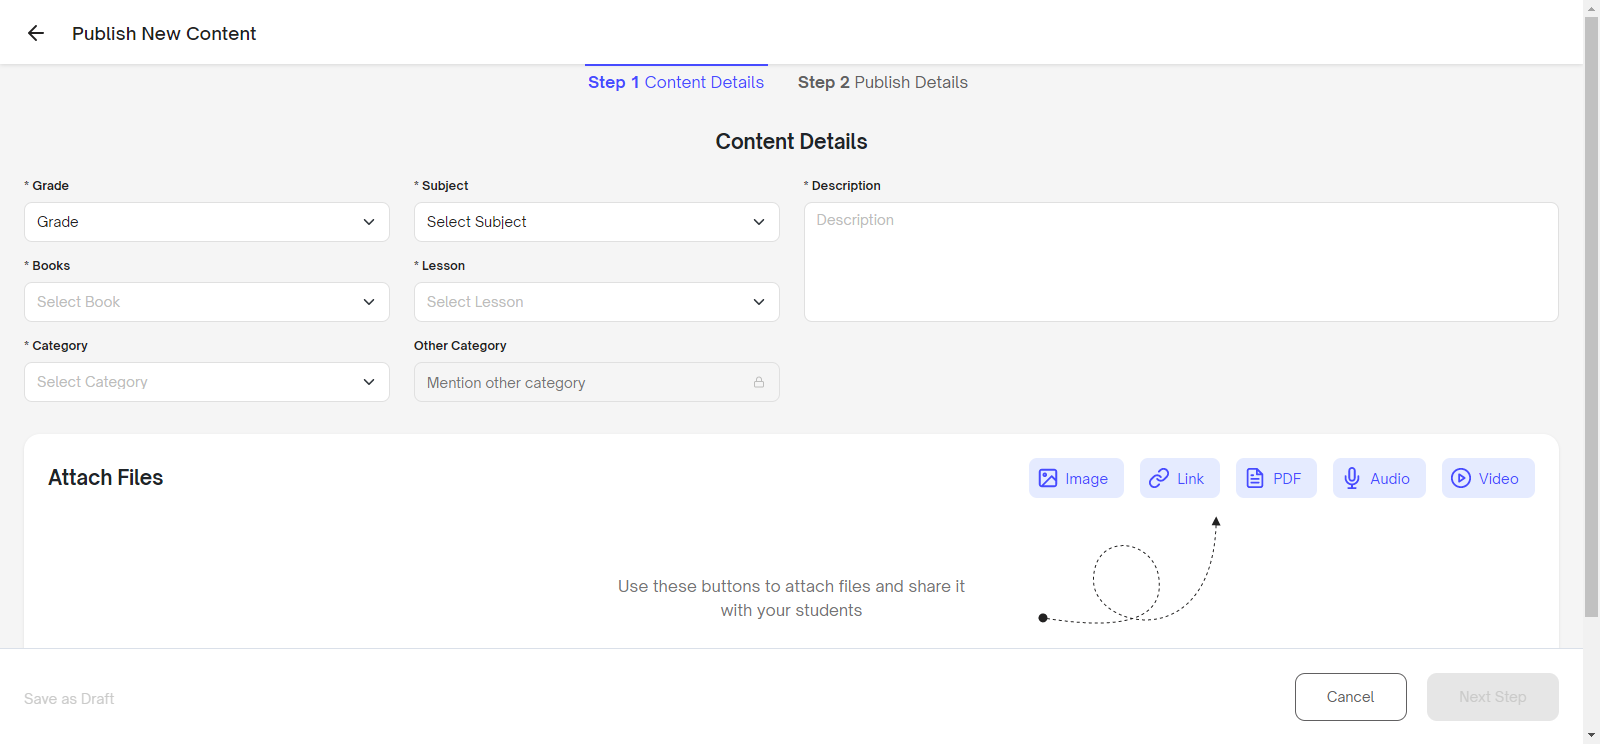 Publish New Content
Step 1 Content Details
Step 2 Publish Details
Content Details
* Grade
* Subject
* Description
Grade
Select Subject
Description
* Books
* Lesson
Select Book
Select Lesson
* Category
Other Category
Select Category
Mention other category
Attach Files
Image
Link
PDF
Audio
Video
Use these buttons to attach files and share it
with your students
Save as Draft
Cancel
Next Step